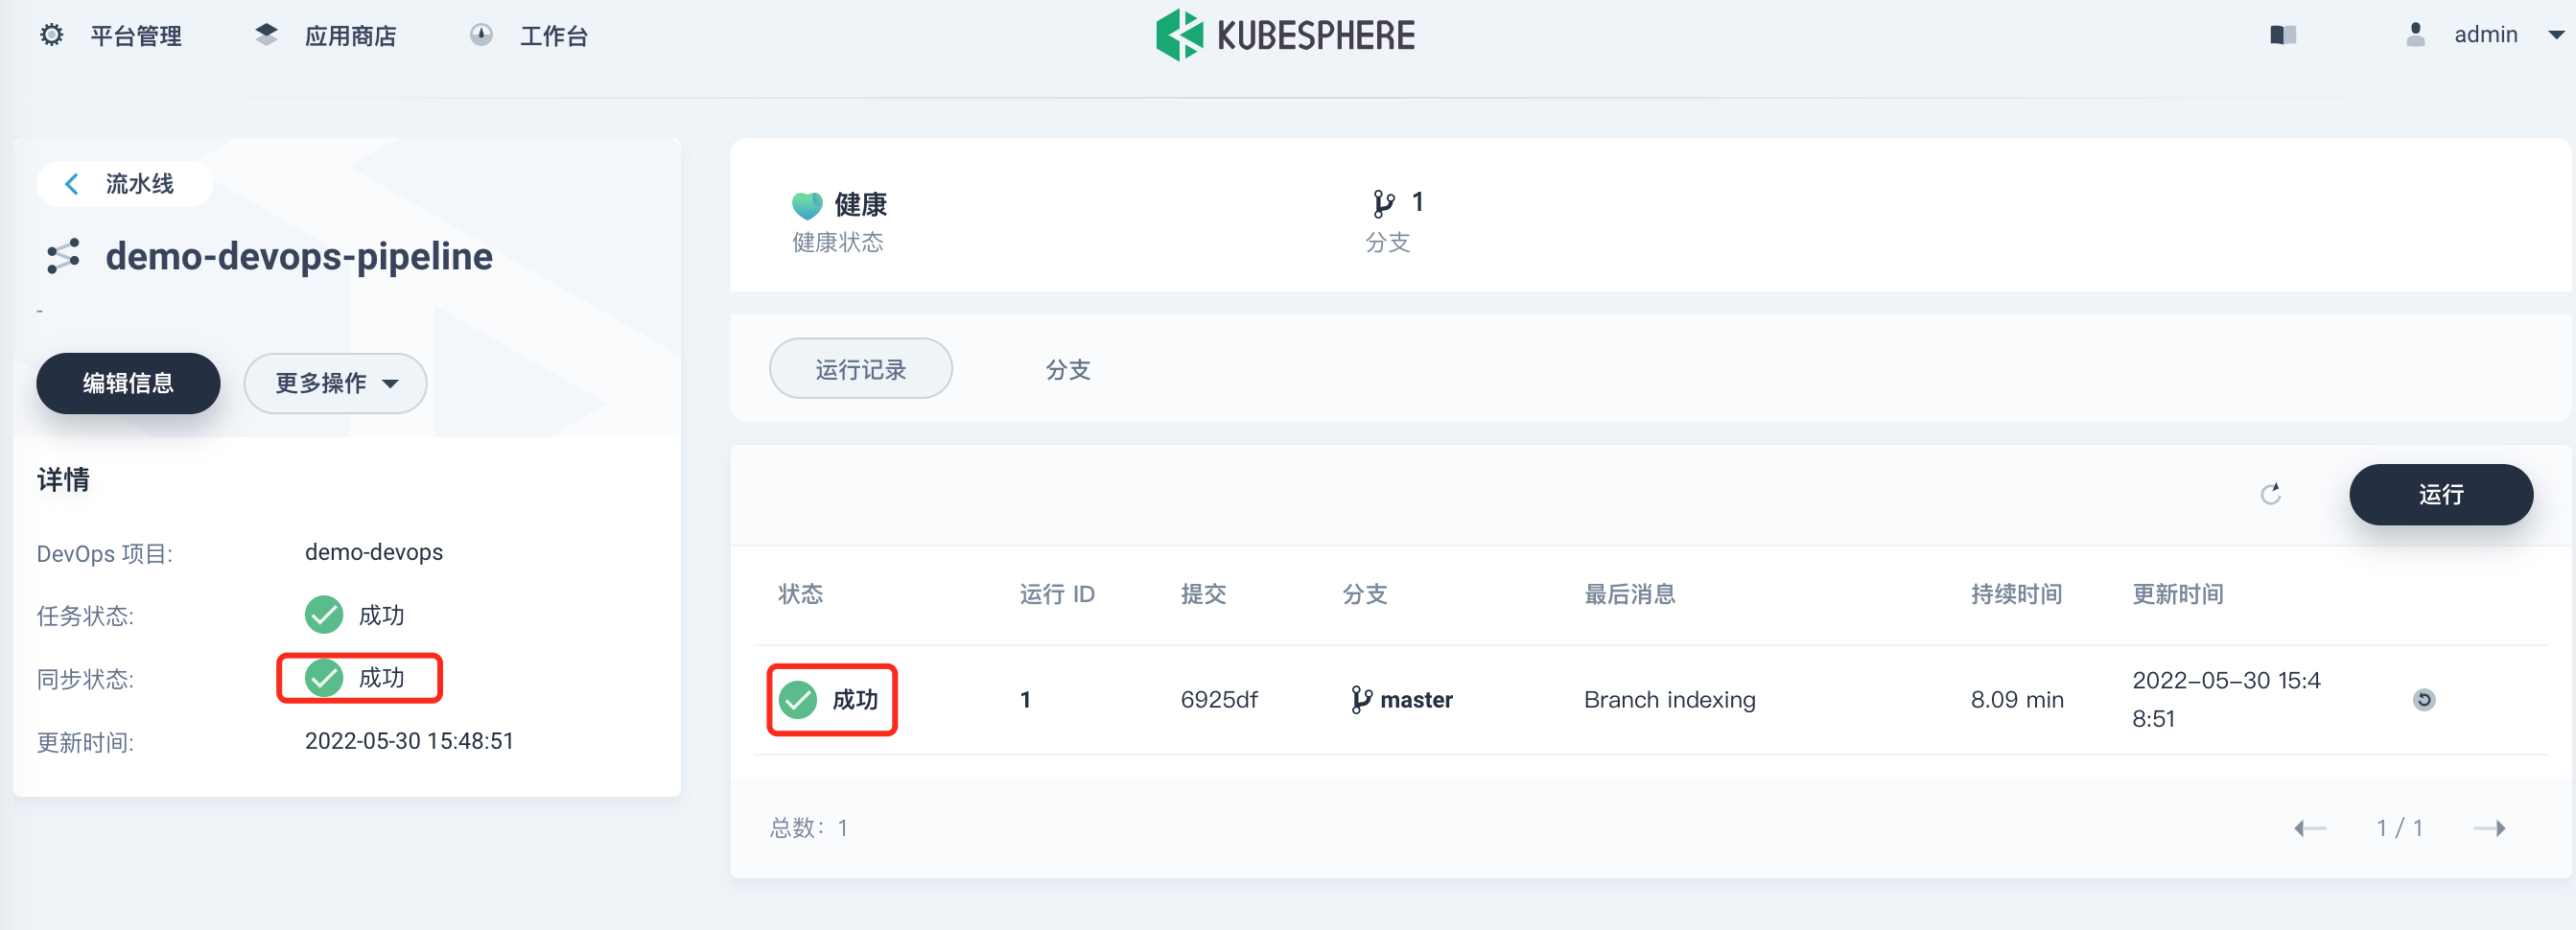 平台管理
应用商店
工作台
KUBESPHERE
admin
流水线
demo-devops-pipeline
-
编辑信息
更多操作
详情
DevOps 项目:
demo-devops
任务状态:
成功
同步状态:
成功
更新时间:
2022-05-30 15:48:51
健康
健康状态
1
分支
运行记录
分支
运行
状态
运行 ID
提交
分支
最后消息
持续时间
更新时间
成功
1
6925df
master
Branch indexing
8.09 min
2022-05-30 15:4
8:51
总数：1
1 / 1